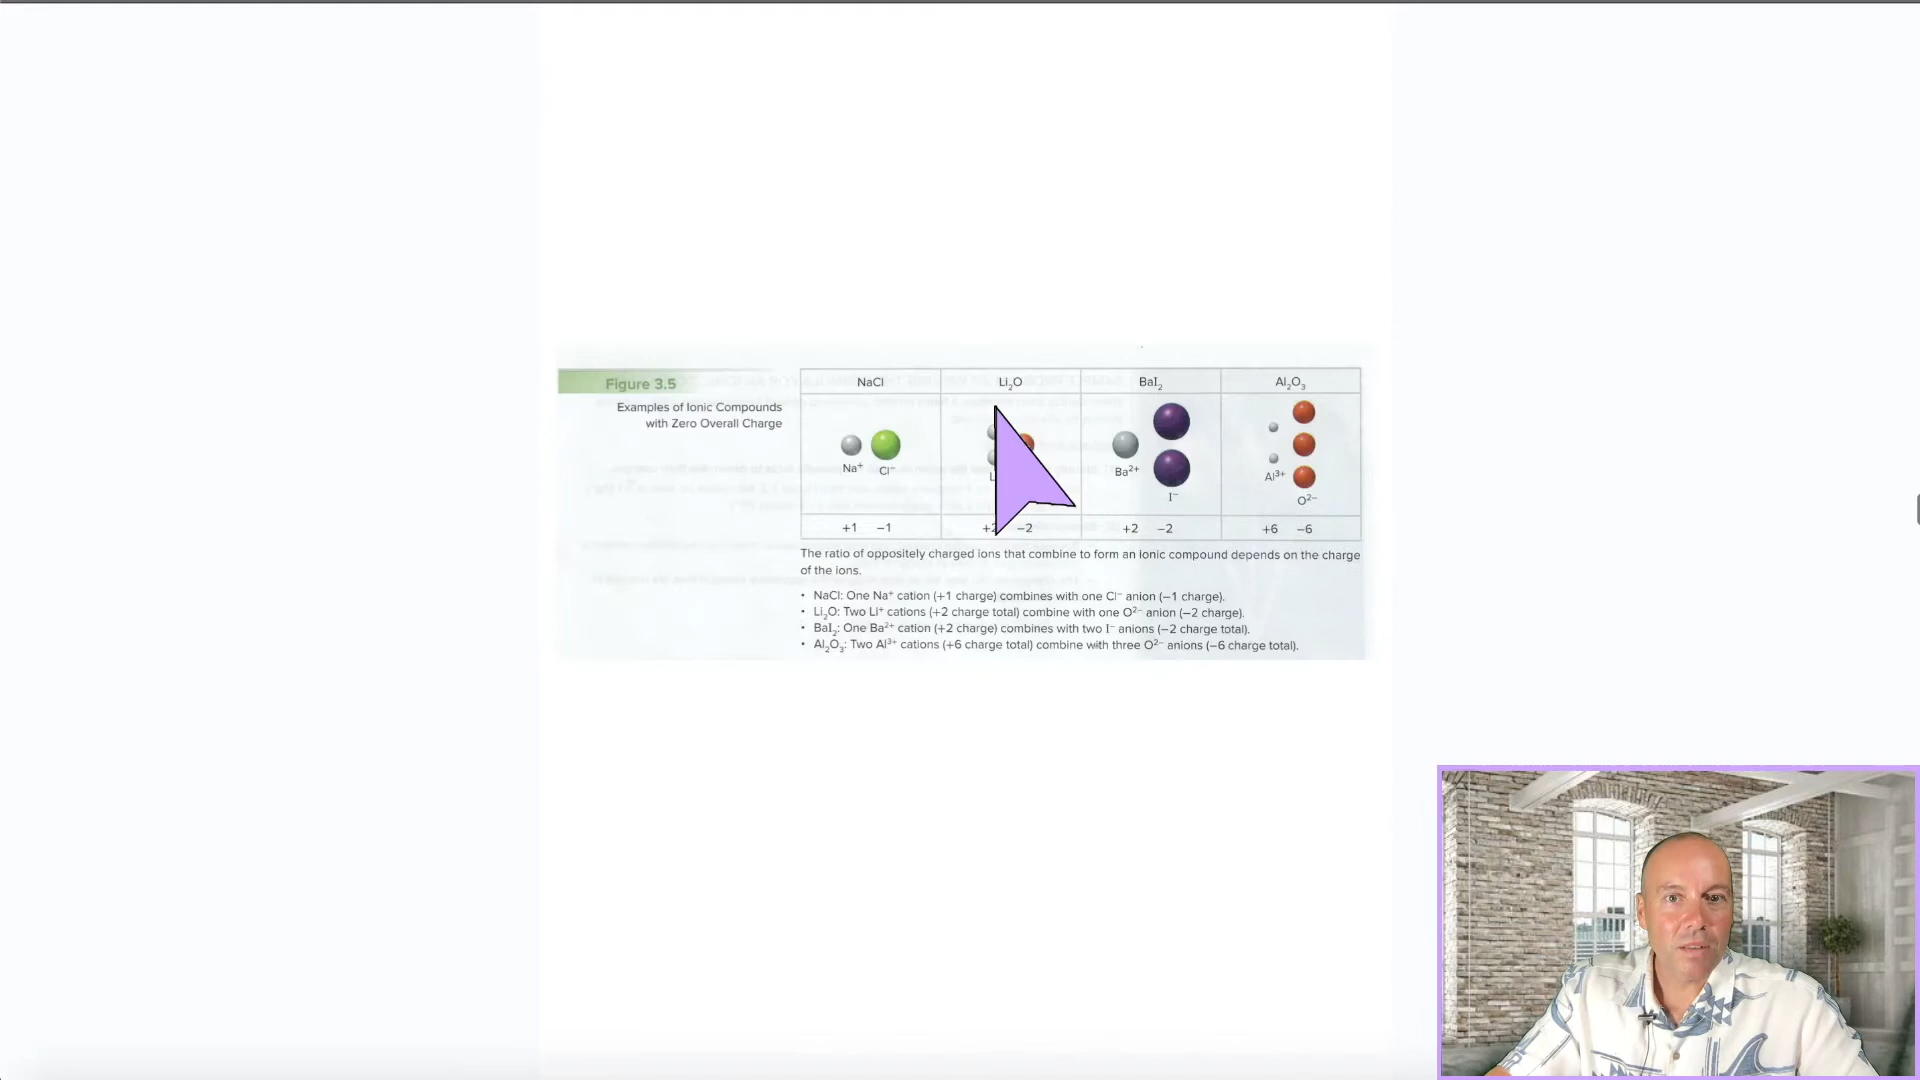 Figure 3.5
Examples of Ionic Compounds
with Zero Overall Charge
NaCl Li₂O BaI₂ Al₂O₃
Na⁺ Cl⁻ Ba²⁺ I⁻ Al³⁺ O²⁻
+1 −1 −2 +2 −2 +6 −6
The ratio of oppositely charged ions that combine to form an ionic compound depends on the charge
of the ions.
• NaCl: One Na⁺ cation (+1 charge) combines with one Cl⁻ anion (−1 charge).
• Li₂O: Two Li⁺ cations (+2 charge total) combine with one O²⁻ anion (−2 charge).
• BaI₂: One Ba²⁺ cation (+2 charge) combines with two I⁻ anions (−2 charge total).
• Al₂O₃: Two Al³⁺ cations (+6 charge total) combine with three O²⁻ anions (−6 charge total).